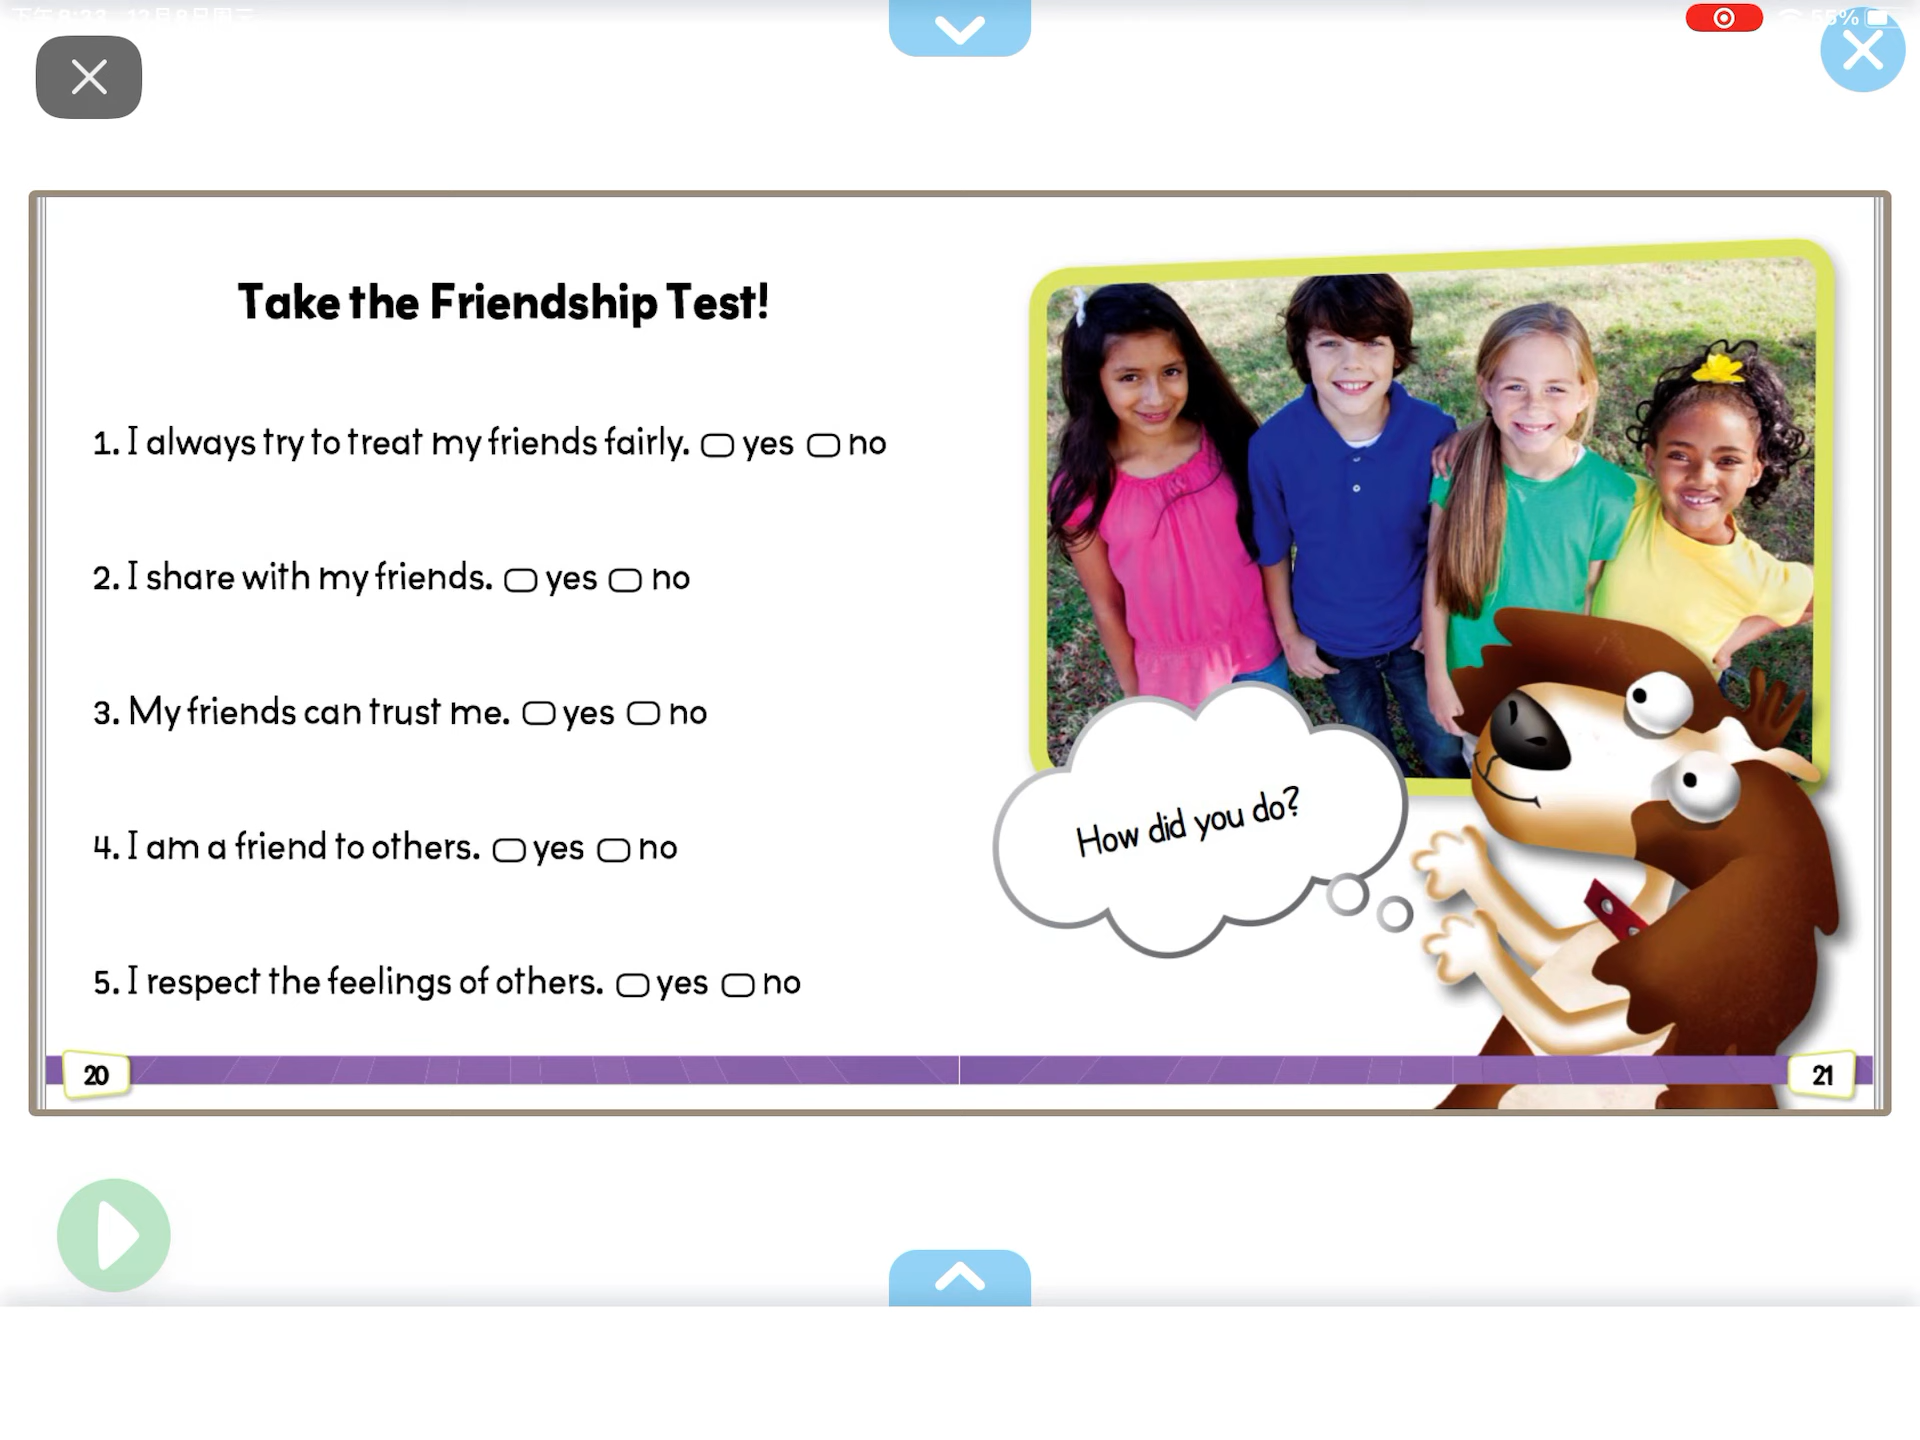 55%
Take the Friendship Test!
1. I always try to treat my friends fairly. yes no
2. I share with my friends. yes no
3. My friends can trust me. yes no
4. I am a friend to others. yes no
5. I respect the feelings of others. yes no
How did you do?
20
21